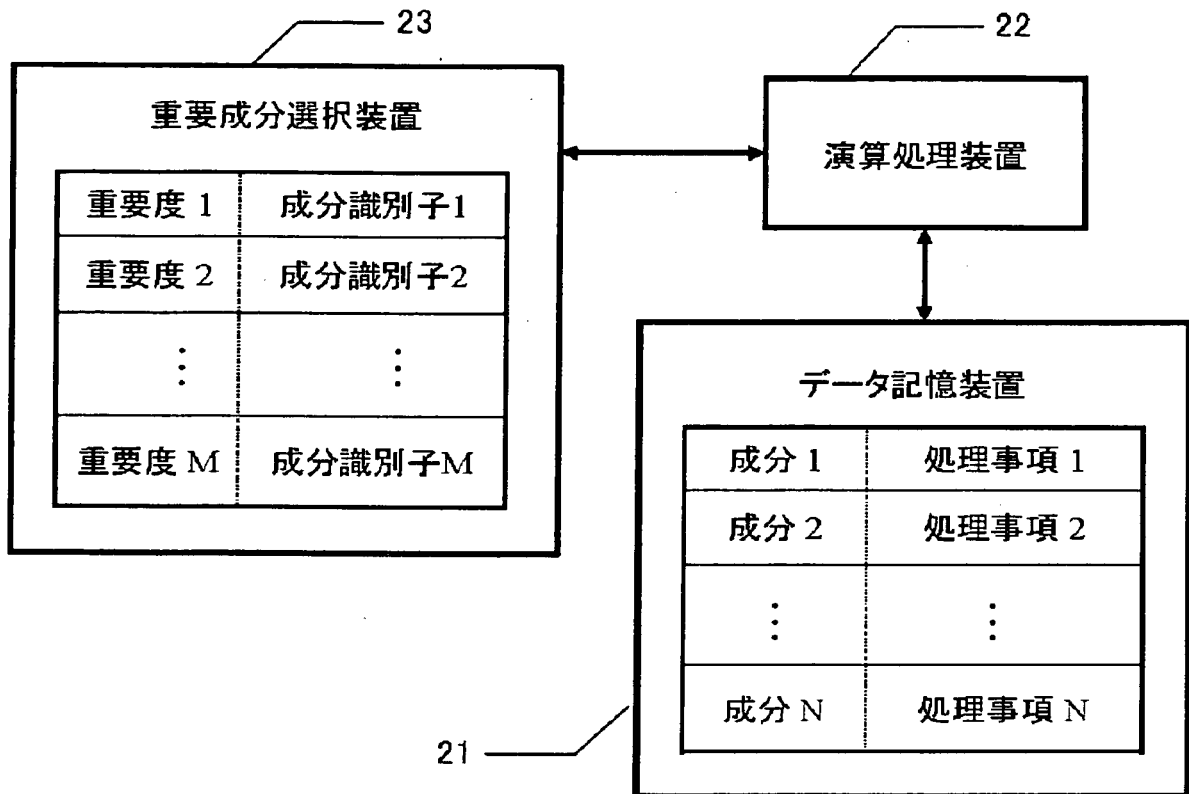 23
重要成分選択装置
重要度 1 成分識別子1
重要度 2 成分識別子2
⋮ ⋮
重要度 M 成分識別子M
22
演算処理装置
データ記憶装置
成分 1 処理事項 1
成分 2 処理事項 2
⋮ ⋮
成分 N 処理事項 N
21